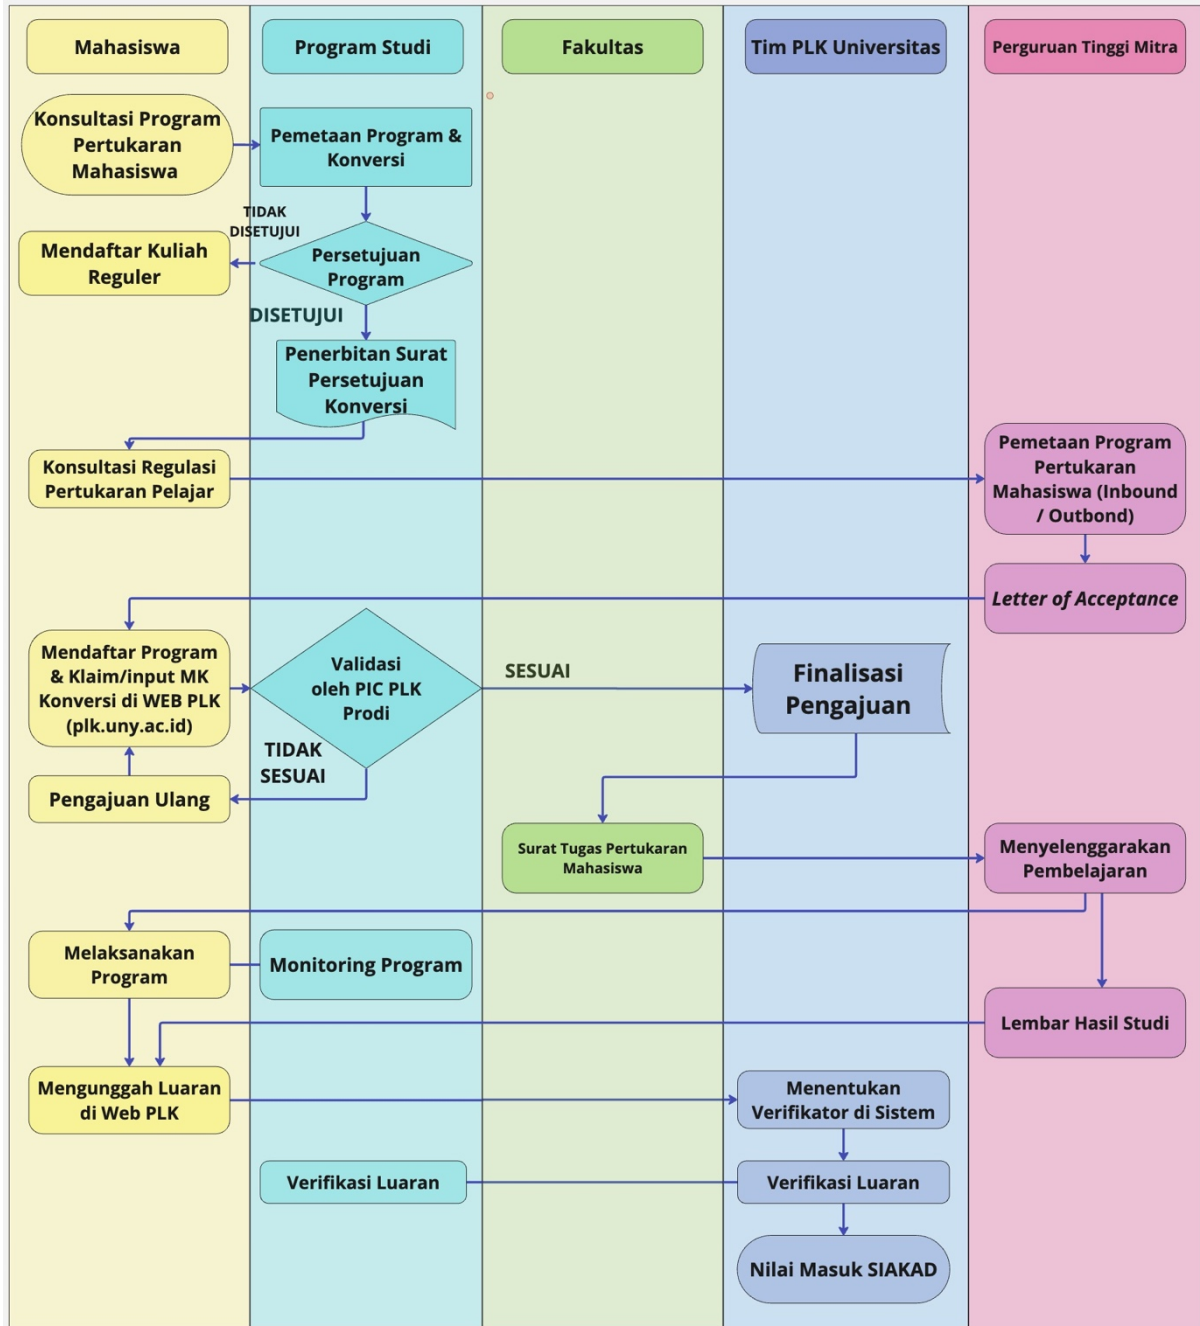 Mahasiswa
Program Studi
Fakultas
Tim PLK Universitas
Perguruan Tinggi Mitra
Konsultasi Program
Pertukaran
Mahasiswa
Pemetaan Program &
Konversi
TIDAK
DISETUJUI
Mendaftar Kuliah
Reguler
Persetujuan
Program
DISETUJUI
Penerbitan Surat
Persetujuan
Konversi
Konsultasi Regulasi
Pertukaran Pelajar
Pemetaan Program
Pertukaran
Mahasiswa (Inbound
/ Outbond)
Letter of Acceptance
Mendaftar Program
& Klaim/input MK
Konversi di WEB PLK
(plk.uny.ac.id)
Validasi
oleh PIC PLK
Prodi
SESUAI
Finalisasi
Pengajuan
TIDAK
SESUAI
Pengajuan Ulang
Surat Tugas Pertukaran
Mahasiswa
Menyelenggarakan
Pembelajaran
Melaksanakan
Program
Monitoring Program
Lembar Hasil Studi
Mengunggah Luaran
di Web PLK
Menentukan
Verifikator di Sistem
Verifikasi Luaran
Verifikasi Luaran
Nilai Masuk SIAKAD